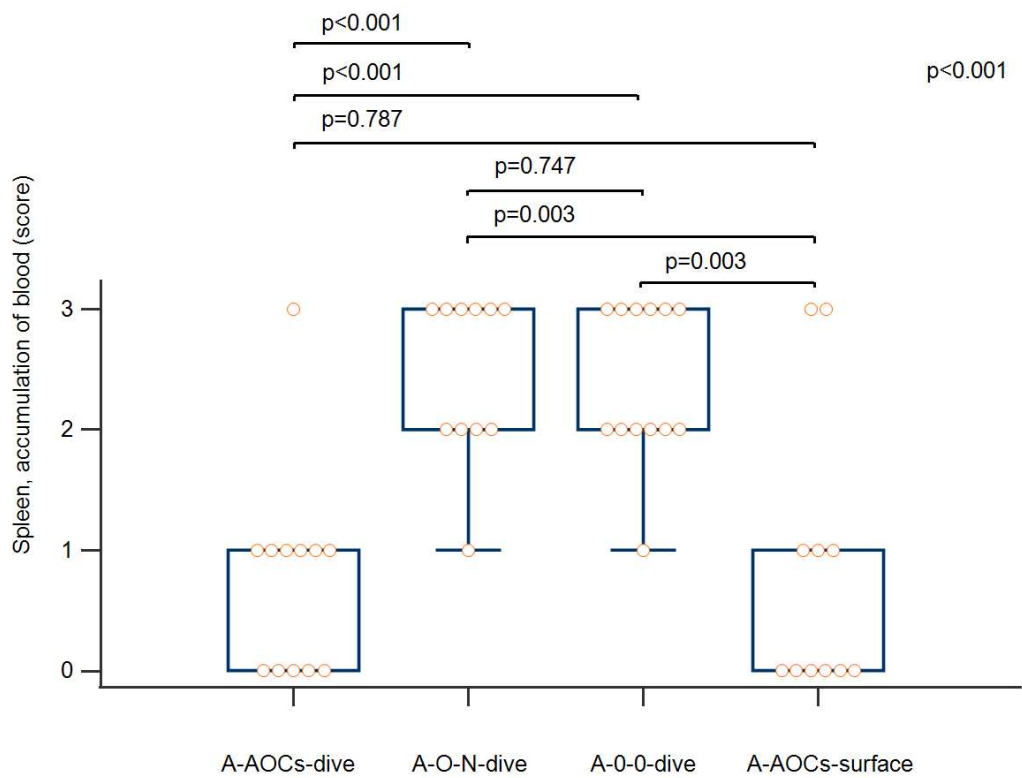 p<0.001
p<0.001
p<0.001
p=0.787
p=0.747
p=0.003
p=0.003
Spleen, accumulation of blood (score)
3
2
1
0
A-AOCs-dive
A-O-N-dive
A-0-0-dive
A-AOCs-surface